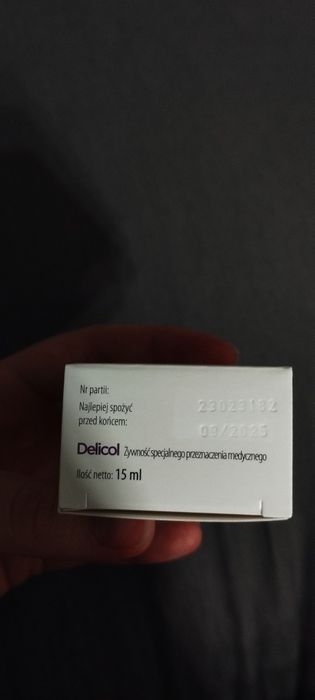 Nr partii:
Najlepiej spożyć 23023132
przed końcem: 09/2025
Delicol Żywność specjalnego przeznaczenia medycznego
Ilość netto: 15 ml